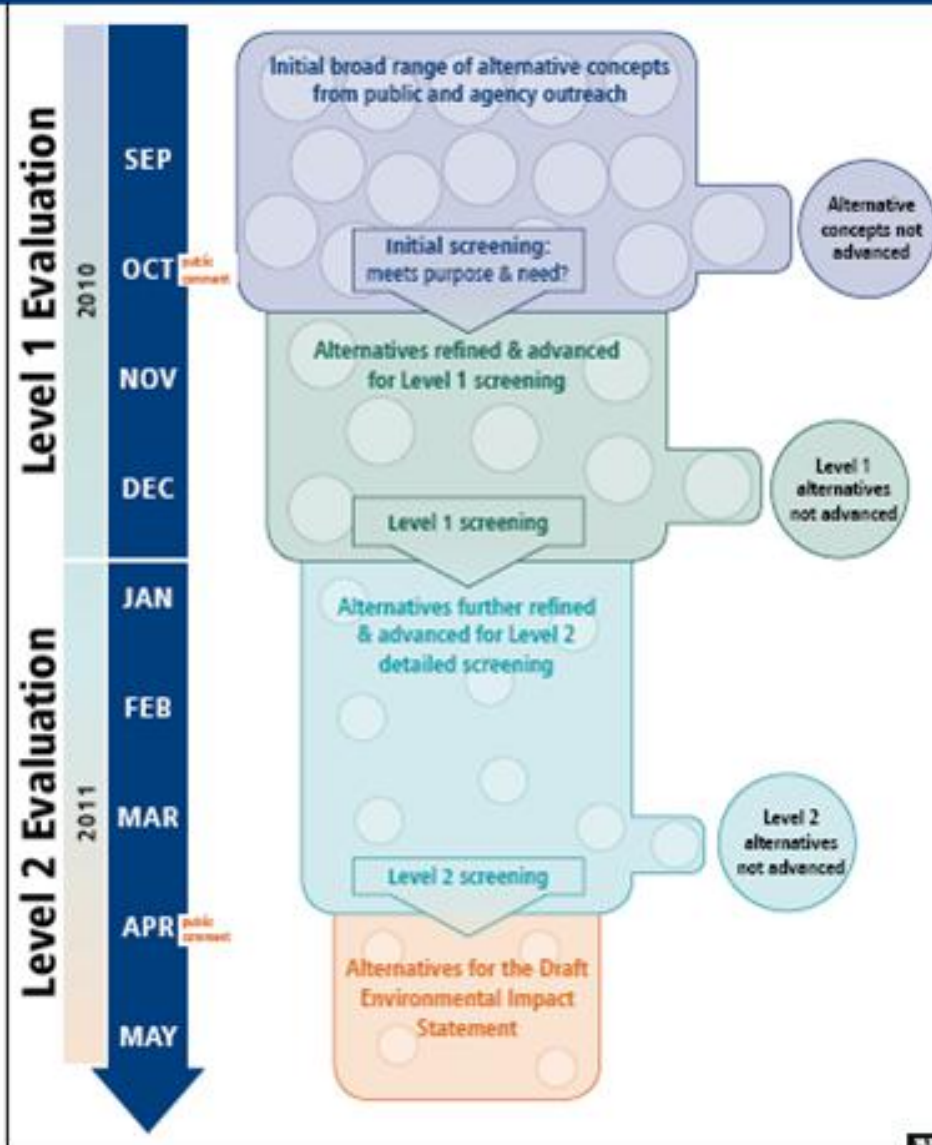 Level 1 Evaluation
2010
SEP
OCT
public
comment
NOV
DEC
Level 2 Evaluation
2011
JAN
FEB
MAR
APR
public
comment
MAY
Initial broad range of alternative concepts
from public and agency outreach
Initial screening:
meets purpose & need?
Alternative
concepts not
advanced
Alternatives refined & advanced
for Level 1 screening
Level 1 screening
Level 1
alternatives
not advanced
Alternatives further refined
& advanced for Level 2
detailed screening
Level 2 screening
Level 2
alternatives
not advanced
Alternatives for the Draft
Environmental Impact
Statement